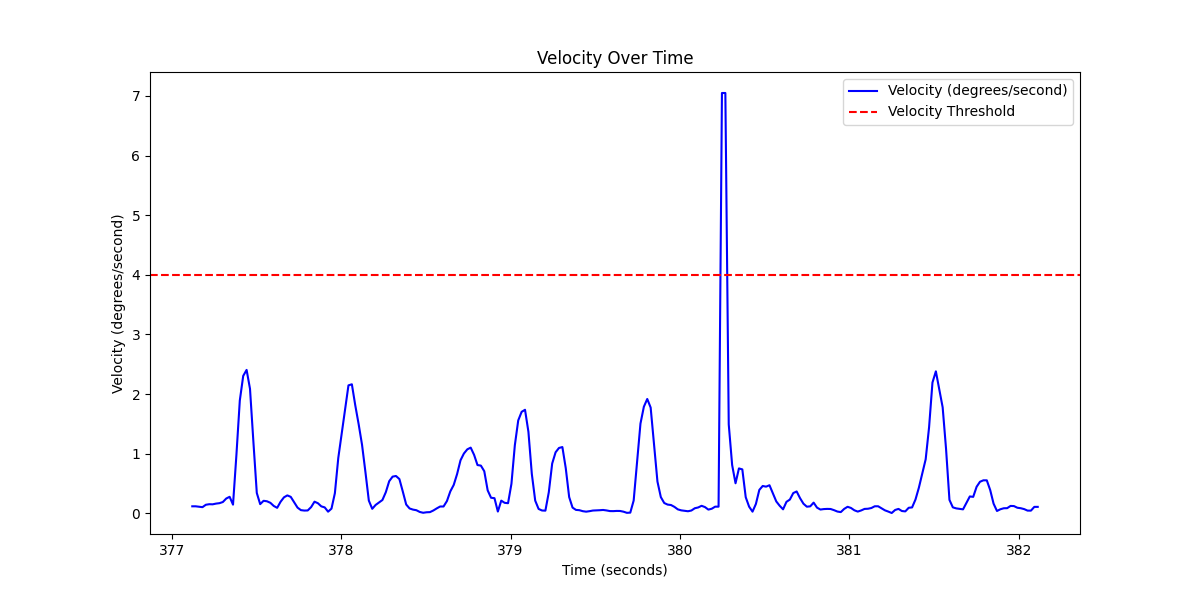 Velocity Over Time
Velocity (degrees/second)
Velocity Threshold
7
6
5
4
3
2
1
0
Velocity (degrees/second)
377
378
379
380
381
382
Time (seconds)